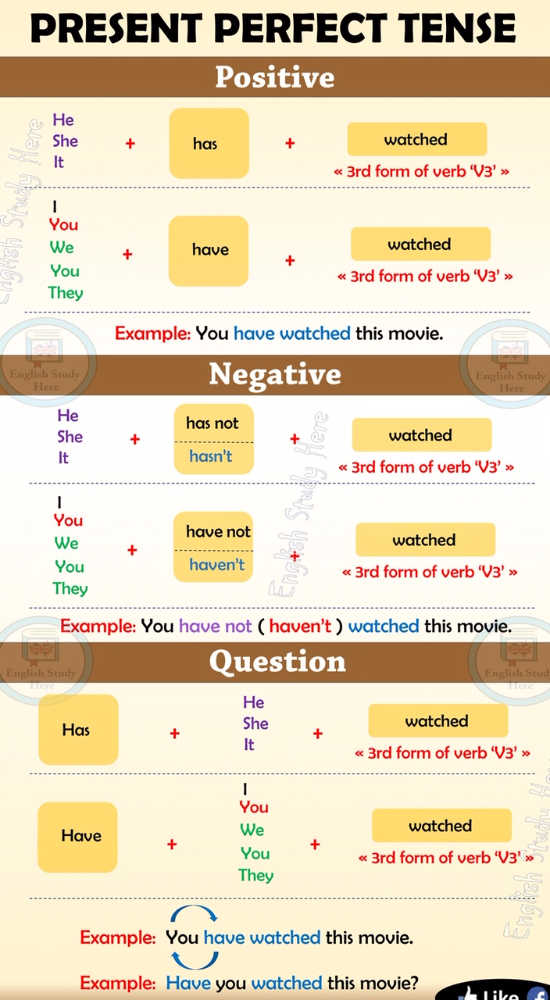 PRESENT PERFECT TENSE
Positive
He
She
It
+
has
+
watched
« 3rd form of verb ‘V3’ »
I
You
We
You
They
+
have
+
watched
« 3rd form of verb ‘V3’ »
Example: You have watched this movie.
English Study Here
English Study
Here
English Study
Here
Negative
He
She
It
+
has not
hasn’t
+
watched
« 3rd form of verb ‘V3’ »
I
You
We
You
They
+
have not
haven’t
+
watched
« 3rd form of verb ‘V3’ »
English Study Here
Example: You have not ( haven’t ) watched this movie.
English Study
Here
English Stud
Here
Question
Has
+
He
She
It
+
watched
« 3rd form of verb ‘V3’ »
Have
+
I
You
We
You
They
+
watched
« 3rd form of verb ‘V3’ »
English Study Here
Example: You have watched this movie.
Example: Have you watched this movie?
Like
f